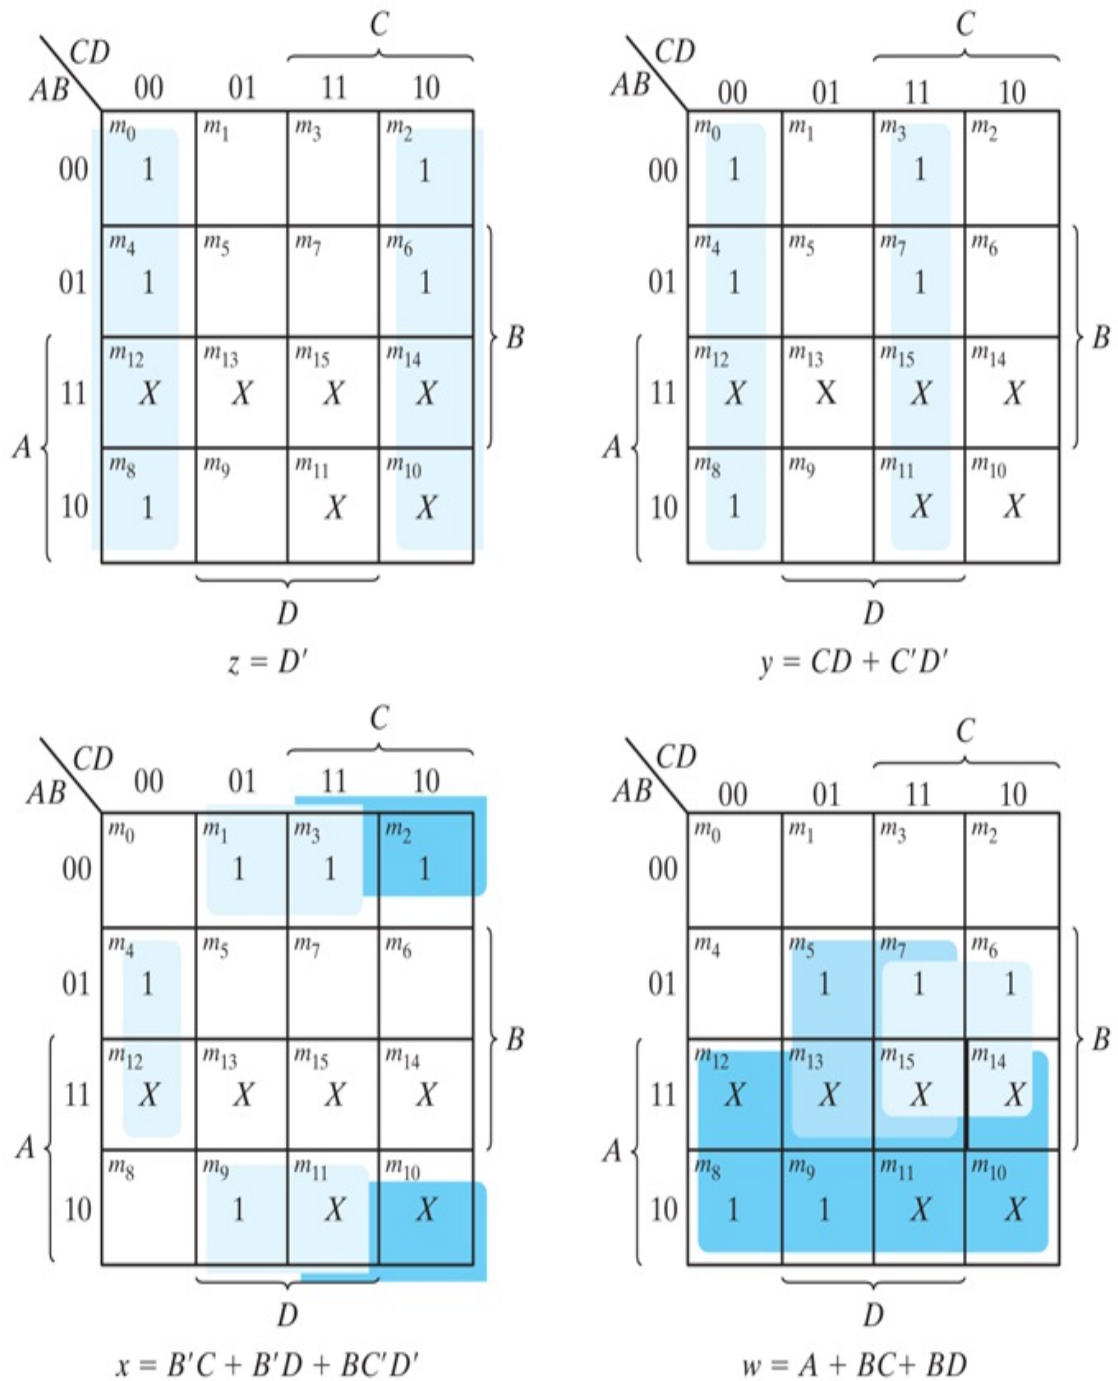 C
CD
AB 00 01 11 10
m0 m1 m3 m2
00 1 1
m4 m5 m7 m6
01 1 1
B
m12 m13 m15 m14
11 X X X X
A
m8 m9 m11 m10
10 1 X X
D
z = D′
C
CD
AB 00 01 11 10
m0 m1 m3 m2
00 1 1
m4 m5 m7 m6
01 1 1
B
m12 m13 m15 m14
11 X X X X
A
m8 m9 m11 m10
10 1 X X
D
y = CD + C′D′
C
CD
AB 00 01 11 10
m0 m1 m3 m2
00 1 1 1
m4 m5 m7 m6
01 1
B
m12 m13 m15 m14
11 X X X X
A
m8 m9 m11 m10
10 1 X X
D
x = B′C + B′D + BC′D′
C
CD
AB 00 01 11 10
m0 m1 m3 m2
00
m4 m5 m7 m6
01 1 1 1
B
m12 m13 m15 m14
11 X X X X
A
m8 m9 m11 m10
10 1 1 X X
D
w = A + BC + BD